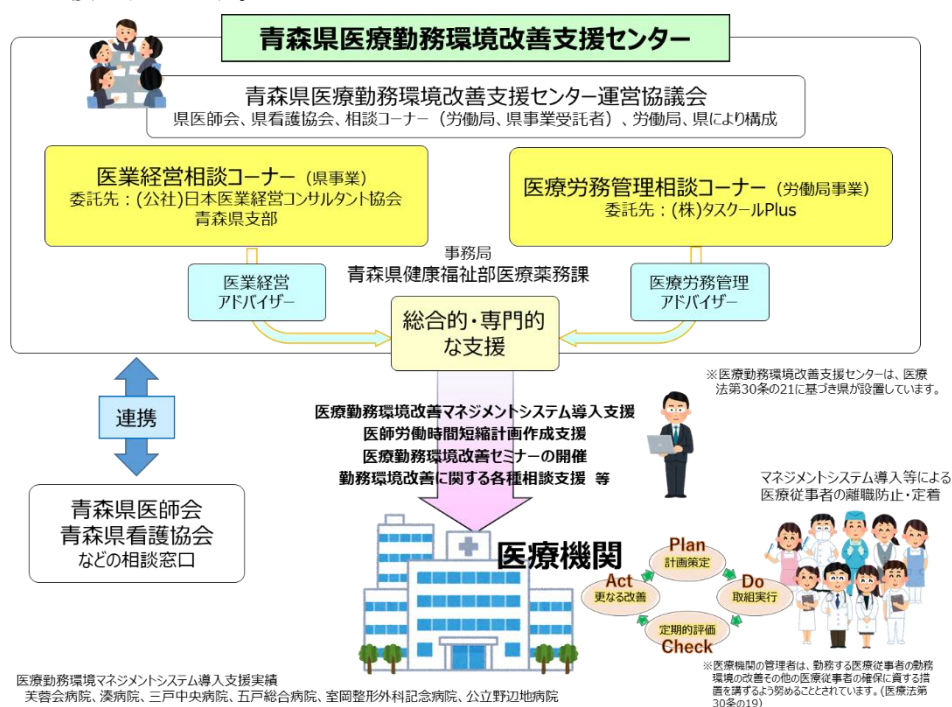 青森県医療勤務環境改善支援センター
青森県医療勤務環境改善支援センター運営協議会
県医師会、県看護協会、相談コーナー（労働局、県事業受託者）、労働局、県により構成
医業経営相談コーナー（県事業）
委託先：(公社)日本医業経営コンサルタント協会
青森県支部
医療労務管理相談コーナー（労働局事業）
委託先：(株)タスクールPlus
事務局
青森県健康福祉部医療薬務課
医業経営
アドバイザー
医療労務管理
アドバイザー
総合的・専門的
な支援
※医療勤務環境改善支援センターは、医療
法第30条の21に基づき県が設置しています。
連携
医療勤務環境改善マネジメントシステム導入支援
医師労働時間短縮計画作成支援
医療勤務環境改善セミナーの開催
勤務環境改善に関する各種相談支援 等
青森県医師会
青森県看護協会
などの相談窓口
マネジメントシステム導入等による
医療従事者の離職防止・定着
医療機関
Plan
計画策定
Do
取組実行
定期的評価
Check
Act
更なる改善
※医療機関の管理者は、勤務する医療従事者の勤務
環境の改善その他の医療従事者の確保に資する措
置を講ずるよう努めることとされています。(医療法第
30条の19)
医療勤務環境マネジメントシステム導入支援実績
芙蓉会病院、湊病院、三戸中央病院、五戸総合病院、室岡整形外科記念病院、公立野辺地病院